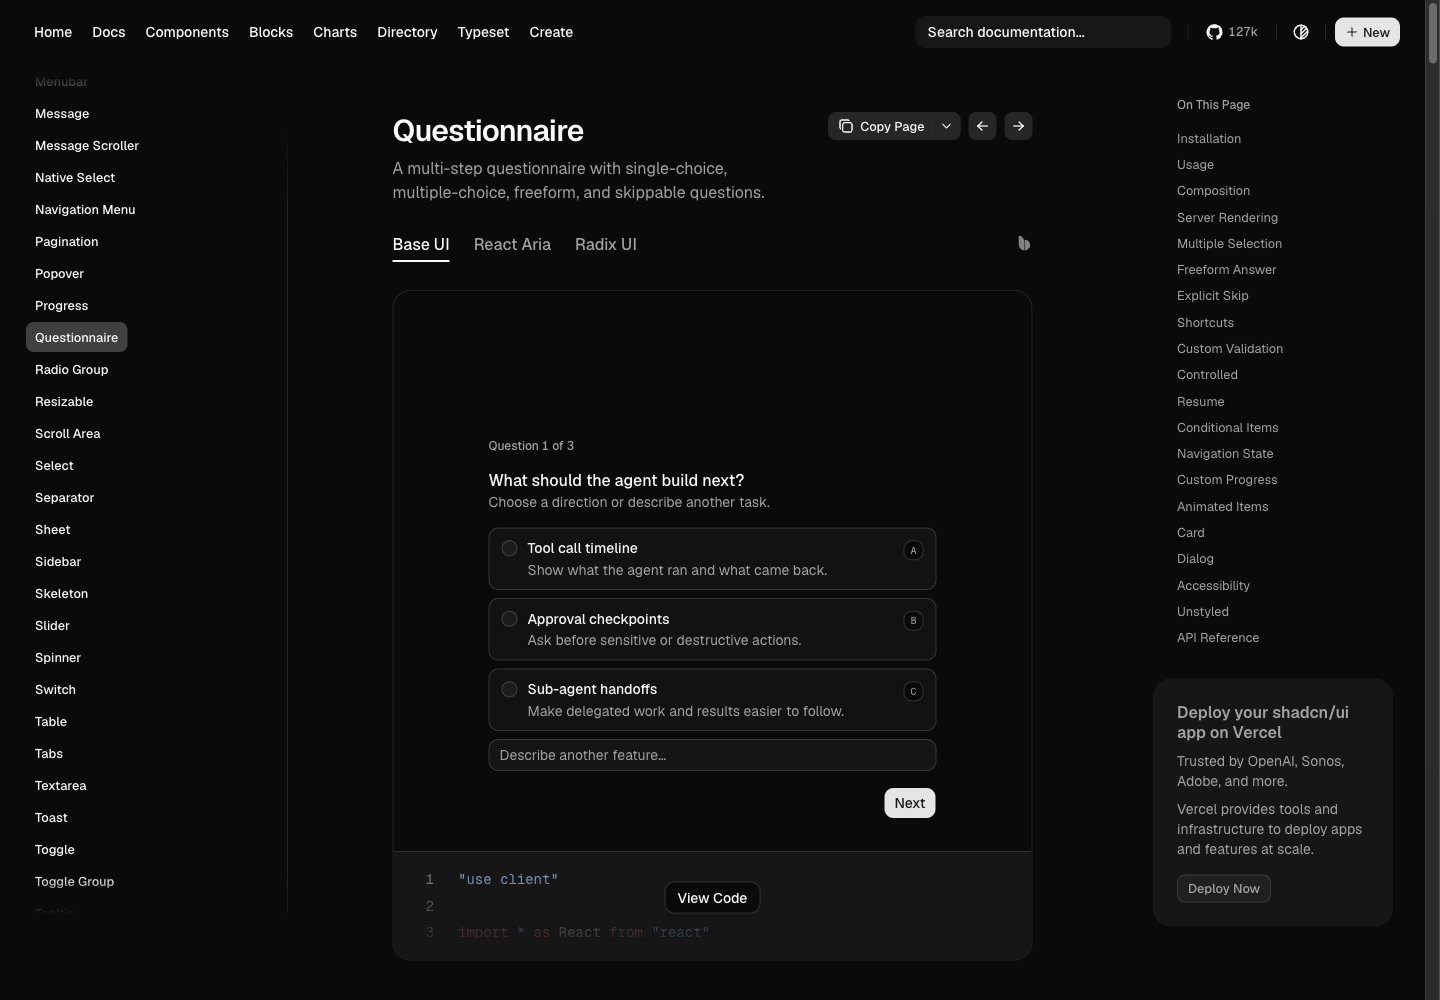 Home Docs Components Blocks Charts Directory Typeset Create
Search documentation...
127k
New
Menubar
Message
Message Scroller
Native Select
Navigation Menu
Pagination
Popover
Progress
Questionnaire
Radio Group
Resizable
Scroll Area
Select
Separator
Sheet
Sidebar
Skeleton
Slider
Spinner
Switch
Table
Tabs
Textarea
Toast
Toggle
Toggle Group
Tooltip
Questionnaire
Copy Page
A multi-step questionnaire with single-choice,
multiple-choice, freeform, and skippable questions.
Base UI React Aria Radix UI
Question 1 of 3
What should the agent build next?
Choose a direction or describe another task.
Tool call timeline A
Show what the agent ran and what came back.
Approval checkpoints B
Ask before sensitive or destructive actions.
Sub-agent handoffs C
Make delegated work and results easier to follow.
Describe another feature...
Next
1 "use client"
2
View Code
3 import * as React from "react"
On This Page
Installation
Usage
Composition
Server Rendering
Multiple Selection
Freeform Answer
Explicit Skip
Shortcuts
Custom Validation
Controlled
Resume
Conditional Items
Navigation State
Custom Progress
Animated Items
Card
Dialog
Accessibility
Unstyled
API Reference
Deploy your shadcn/ui
app on Vercel
Trusted by OpenAI, Sonos,
Adobe, and more.
Vercel provides tools and
infrastructure to deploy apps
and features at scale.
Deploy Now